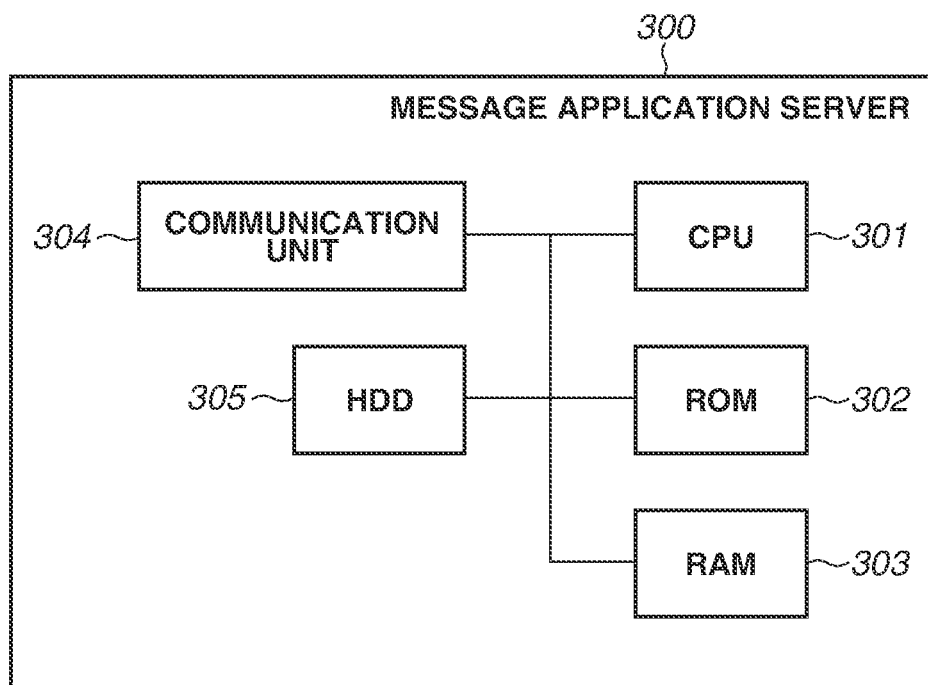 300
MESSAGE APPLICATION SERVER
304
COMMUNICATION
UNIT
CPU
301
305
HDD
ROM
302
RAM
303